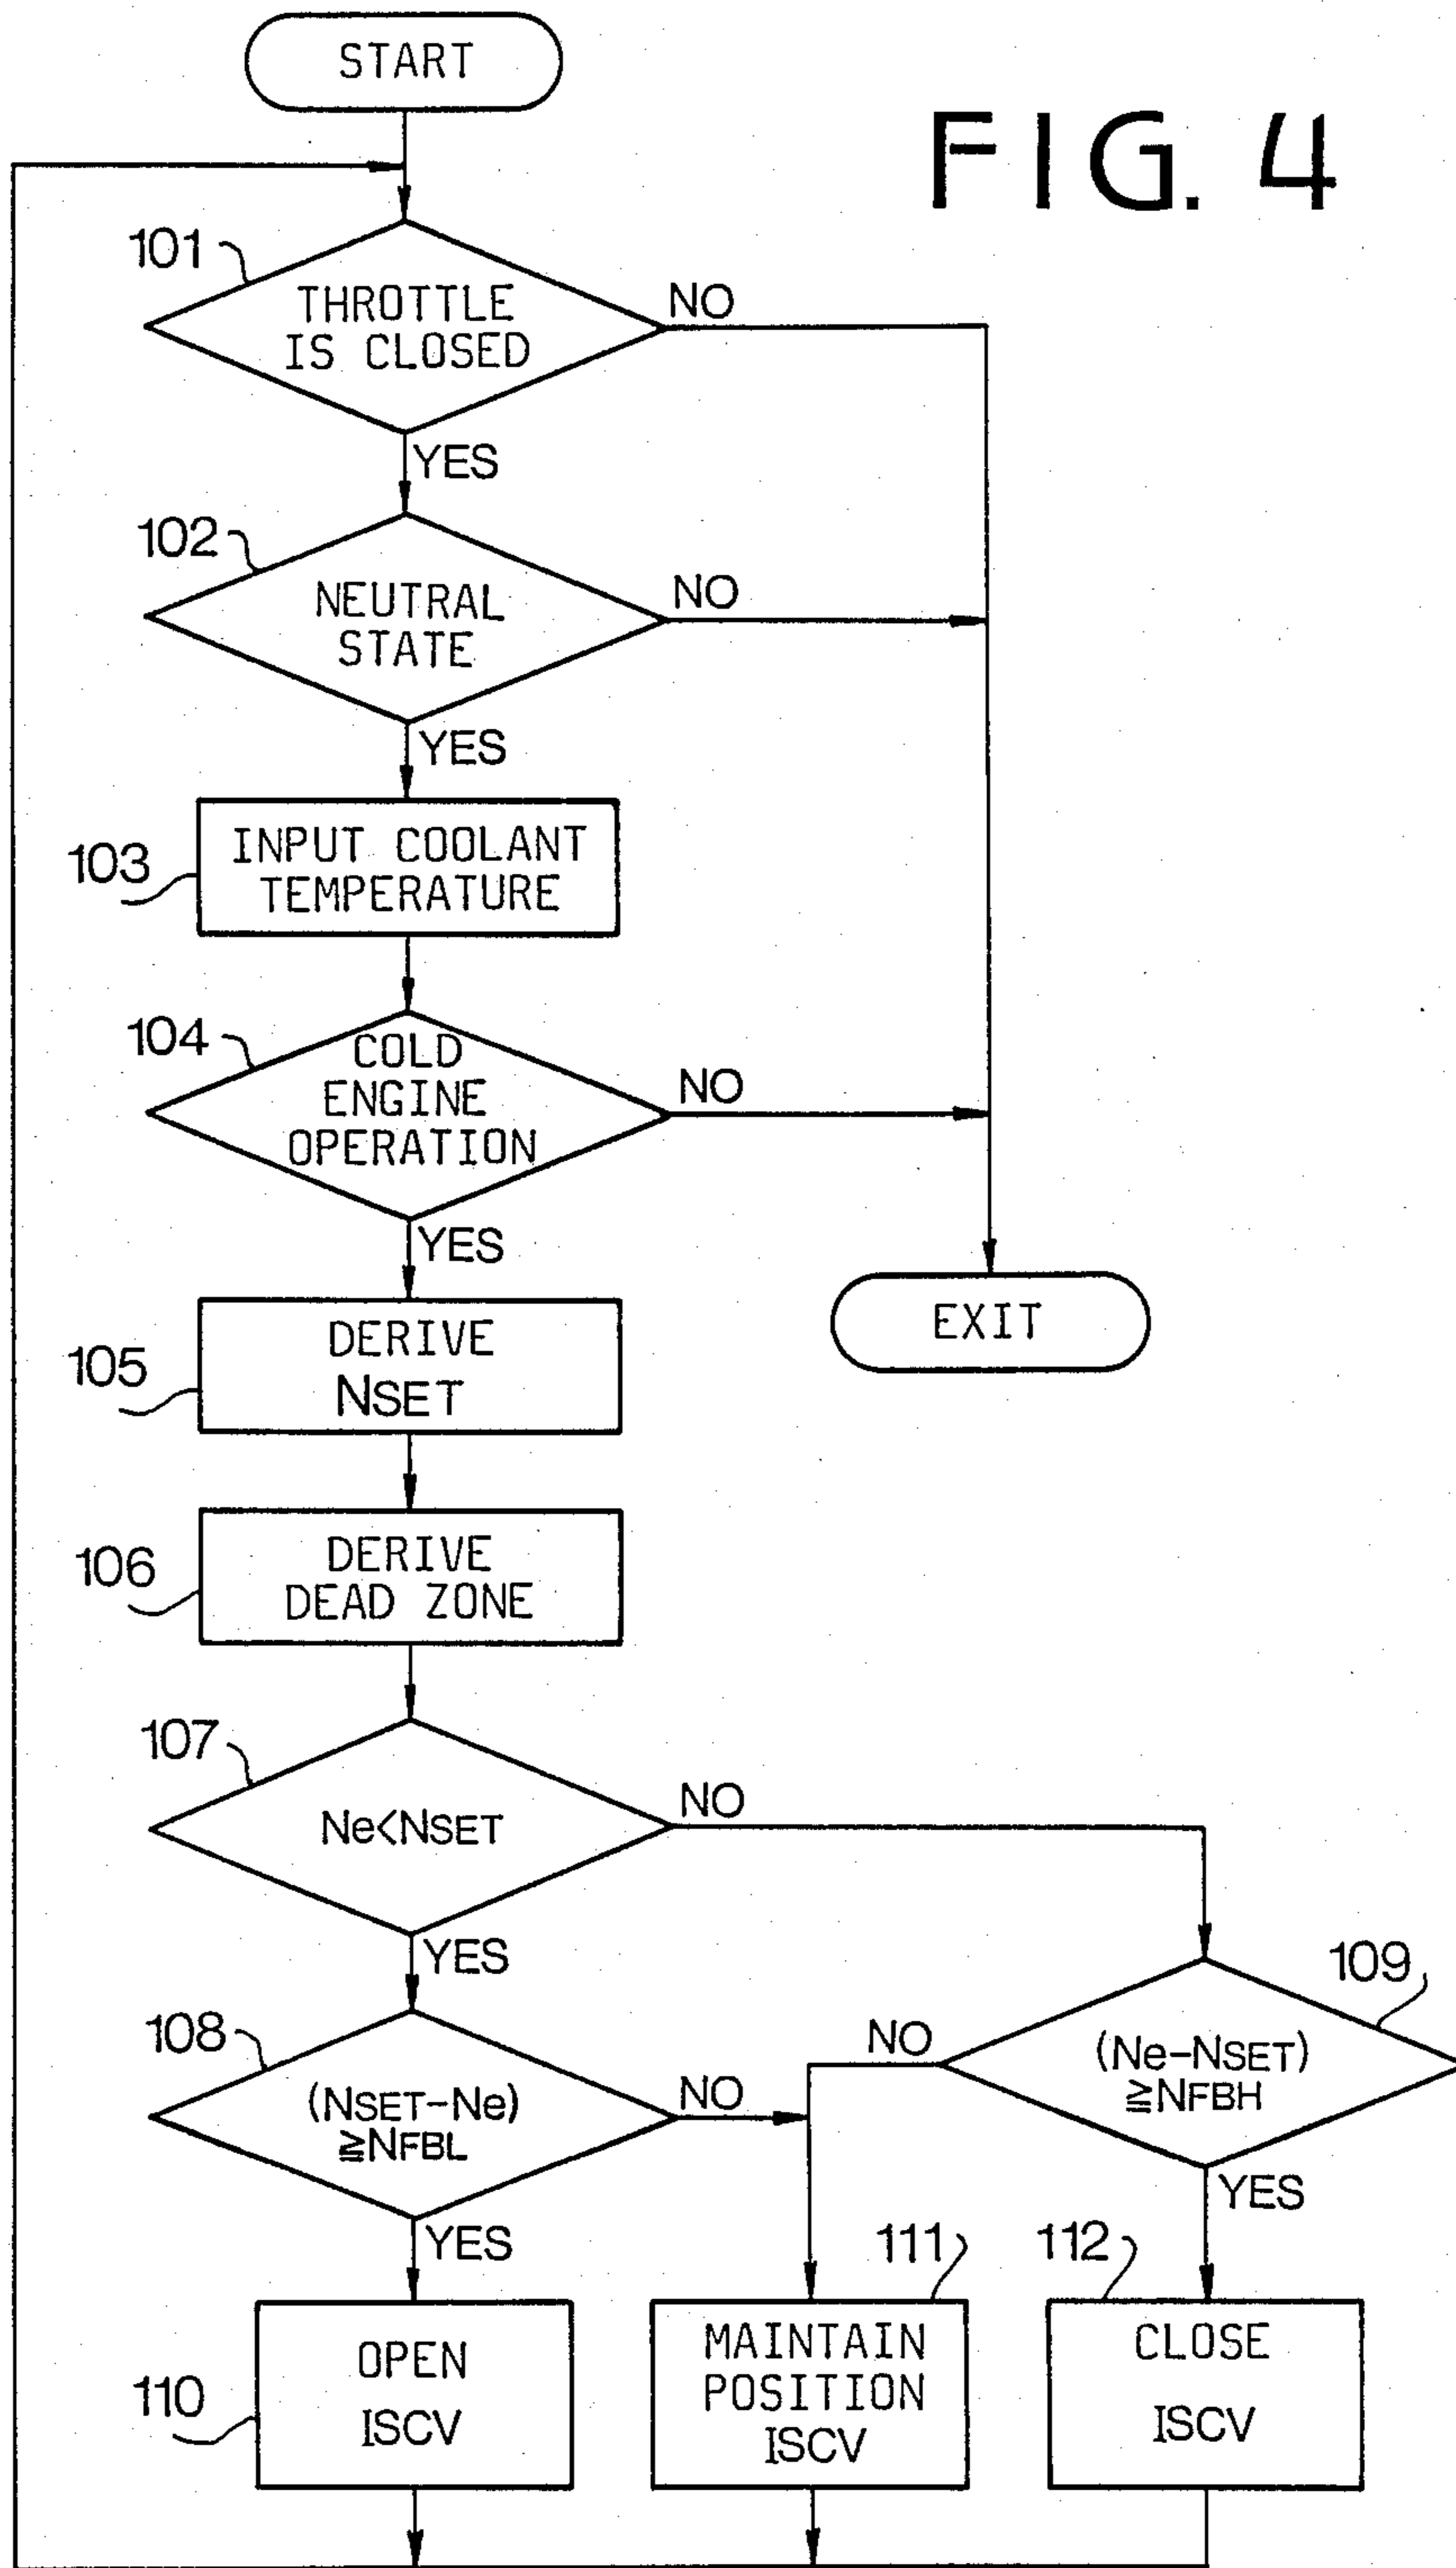 START
FIG. 4
101
THROTTLE
IS CLOSED
NO
YES
102
NEUTRAL
STATE
NO
YES
103
INPUT COOLANT
TEMPERATURE
104
COLD
ENGINE
OPERATION
NO
YES
EXIT
105
DERIVE
NSET
106
DERIVE
DEAD ZONE
107
Ne<NSET
NO
YES
108
(NSET-Ne)
≧NFBL
NO
YES
109
(Ne-NSET)
≧NFBH
NO
YES
110
OPEN
ISCV
111
MAINTAIN
POSITION
ISCV
112
CLOSE
ISCV